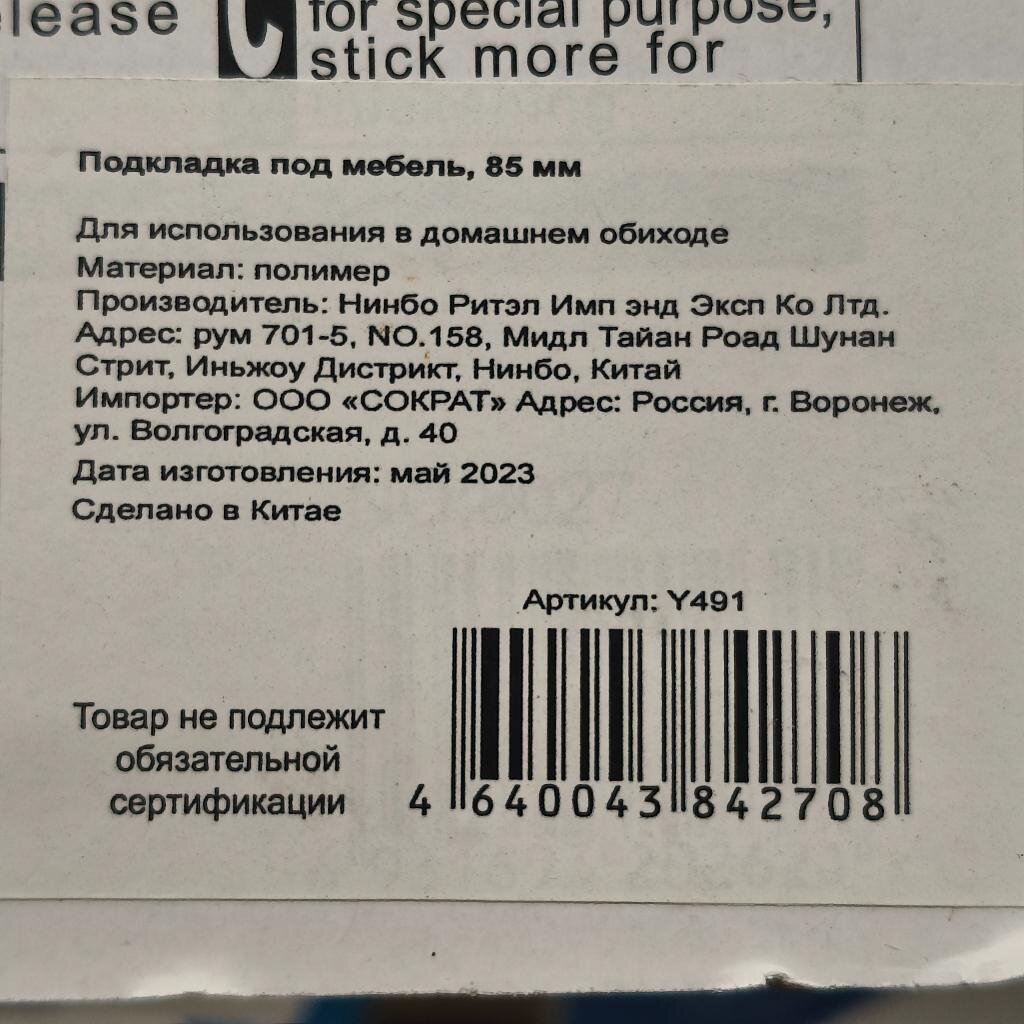 elease
for special purpose,
stick more for
Подкладка под мебель, 85 мм
Для использования в домашнем обиходе
Материал: полимер
Производитель: Нинбо Ритэл Имп энд Эксп Ко Лтд.
Адрес: рум 701-5, NO.158, Мидл Тайан Роад Шунан
Стрит, Иньжоу Дистрикт, Нинбо, Китай
Импортер: ООО «СОКРАТ» Адрес: Россия, г. Воронеж,
ул. Волгоградская, д. 40
Дата изготовления: май 2023
Сделано в Китае
Артикул: Y491
Товар не подлежит
обязательной
сертификации
4 640043 842708